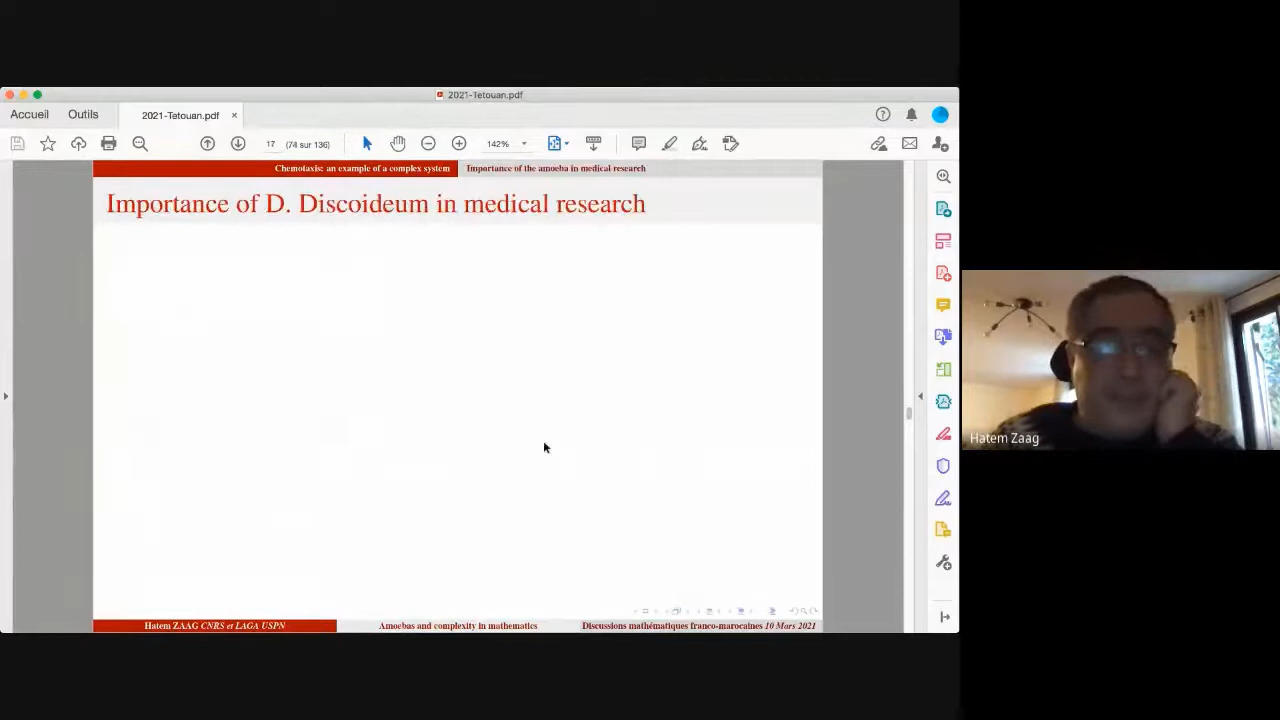 2021-Tetouan.pdf
Accueil Outils 2021-Tetouan.pdf ×
17 (74 sur 136) 142%
Chemotaxis: an example of a complex system Importance of the amoeba in medical research
Importance of D. Discoideum in medical research
Hatem Zaag
Hatem ZAAG CNRS et LAGA USPN Amoebas and complexity in mathematics Discussions mathématiques franco-marocaines 10 Mars 2021